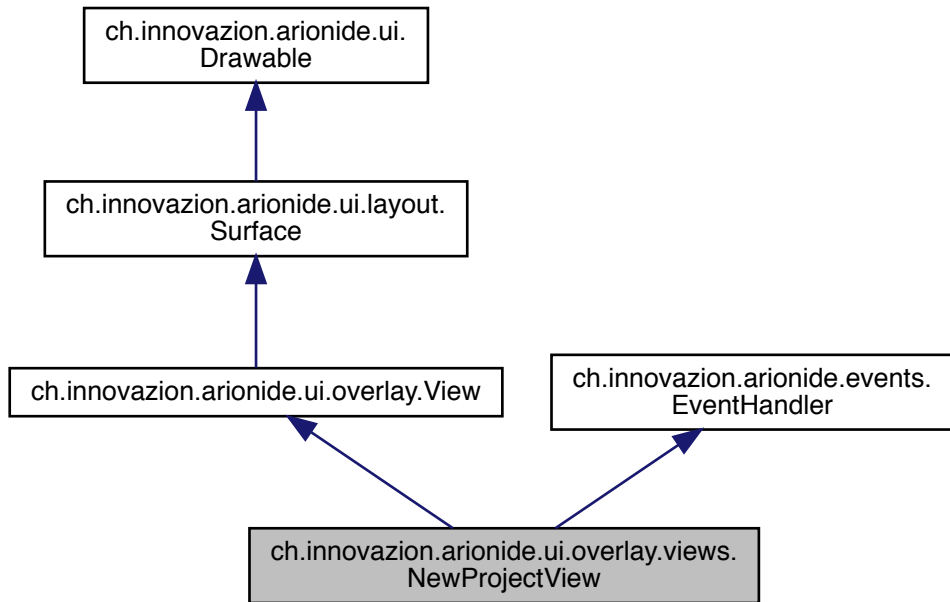 ch.innovazion.arionide.ui.
Drawable
ch.innovazion.arionide.ui.layout.
Surface
ch.innovazion.arionide.ui.overlay.View
ch.innovazion.arionide.events.
EventHandler
ch.innovazion.arionide.ui.overlay.views.
NewProjectView